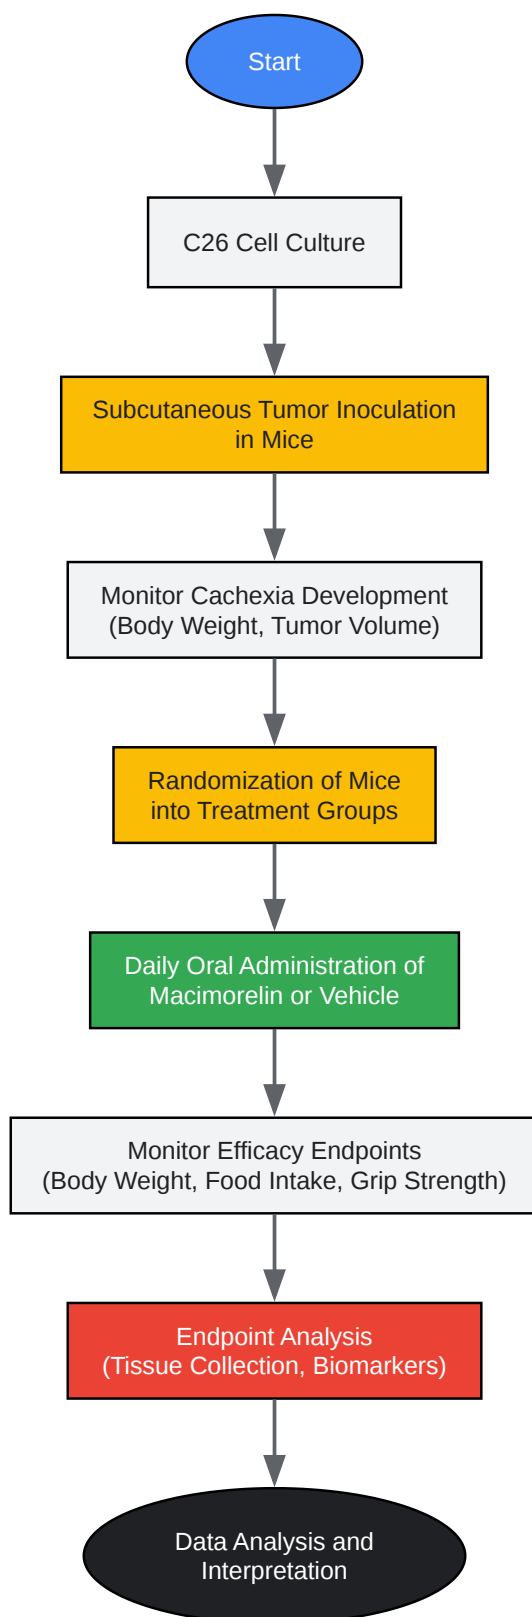 Start
C26 Cell Culture
Subcutaneous Tumor Inoculation
in Mice
Monitor Cachexia Development
(Body Weight, Tumor Volume)
Randomization of Mice
into Treatment Groups
Daily Oral Administration of
Macimorelin or Vehicle
Monitor Efficacy Endpoints
(Body Weight, Food Intake, Grip Strength)
Endpoint Analysis
(Tissue Collection, Biomarkers)
Data Analysis and
Interpretation